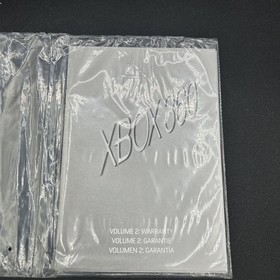 XBOX 360
VOLUME 2: WARRANTY
VOLUME 2: GARANTIE
VOLUMEN 2: GARANTÍA